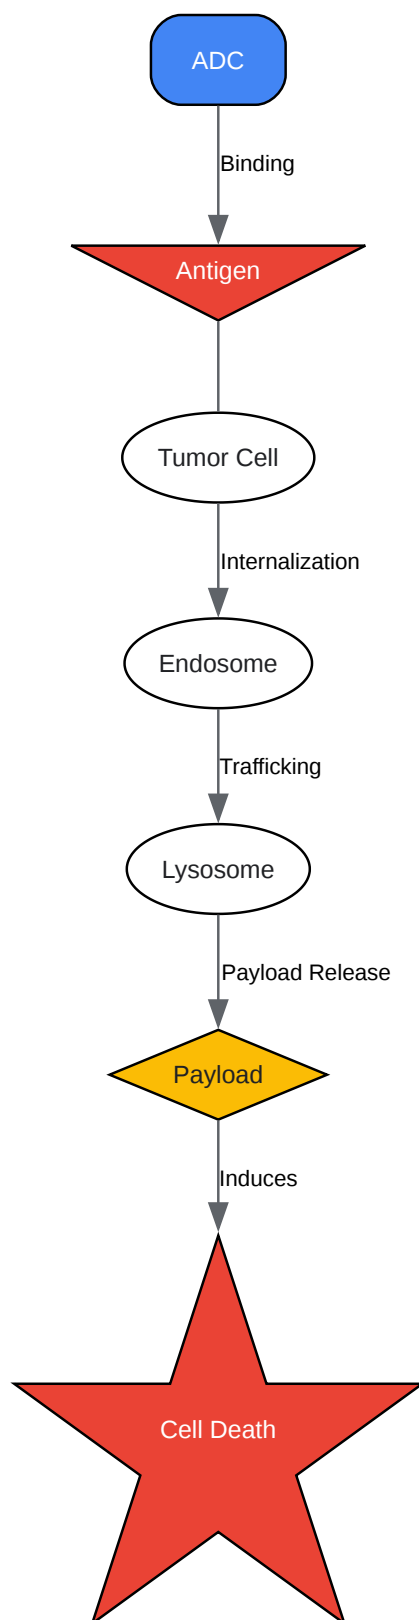 ADC
Binding
Antigen
Tumor Cell
Internalization
Endosome
Trafficking
Lysosome
Payload Release
Payload
Induces
Cell Death